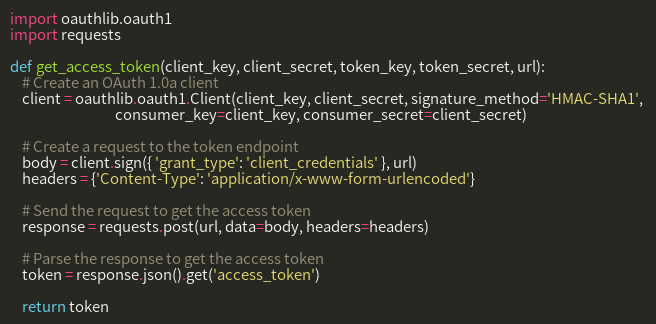 import oauthlib.oauth1
import requests

def get_access_token(client_key, client_secret, token_key, token_secret, url):
    # Create an OAuth 1.0a client
    client = oauthlib.oauth1.Client(client_key, client_secret, signature_method='HMAC-SHA1',
                        consumer_key=client_key, consumer_secret=client_secret)

    # Create a request to the token endpoint
    body = client.sign({ 'grant_type': 'client_credentials' }, url)
    headers = {'Content-Type': 'application/x-www-form-urlencoded'}

    # Send the request to get the access token
    response = requests.post(url, data=body, headers=headers)

    # Parse the response to get the access token
    token = response.json().get('access_token')

    return token